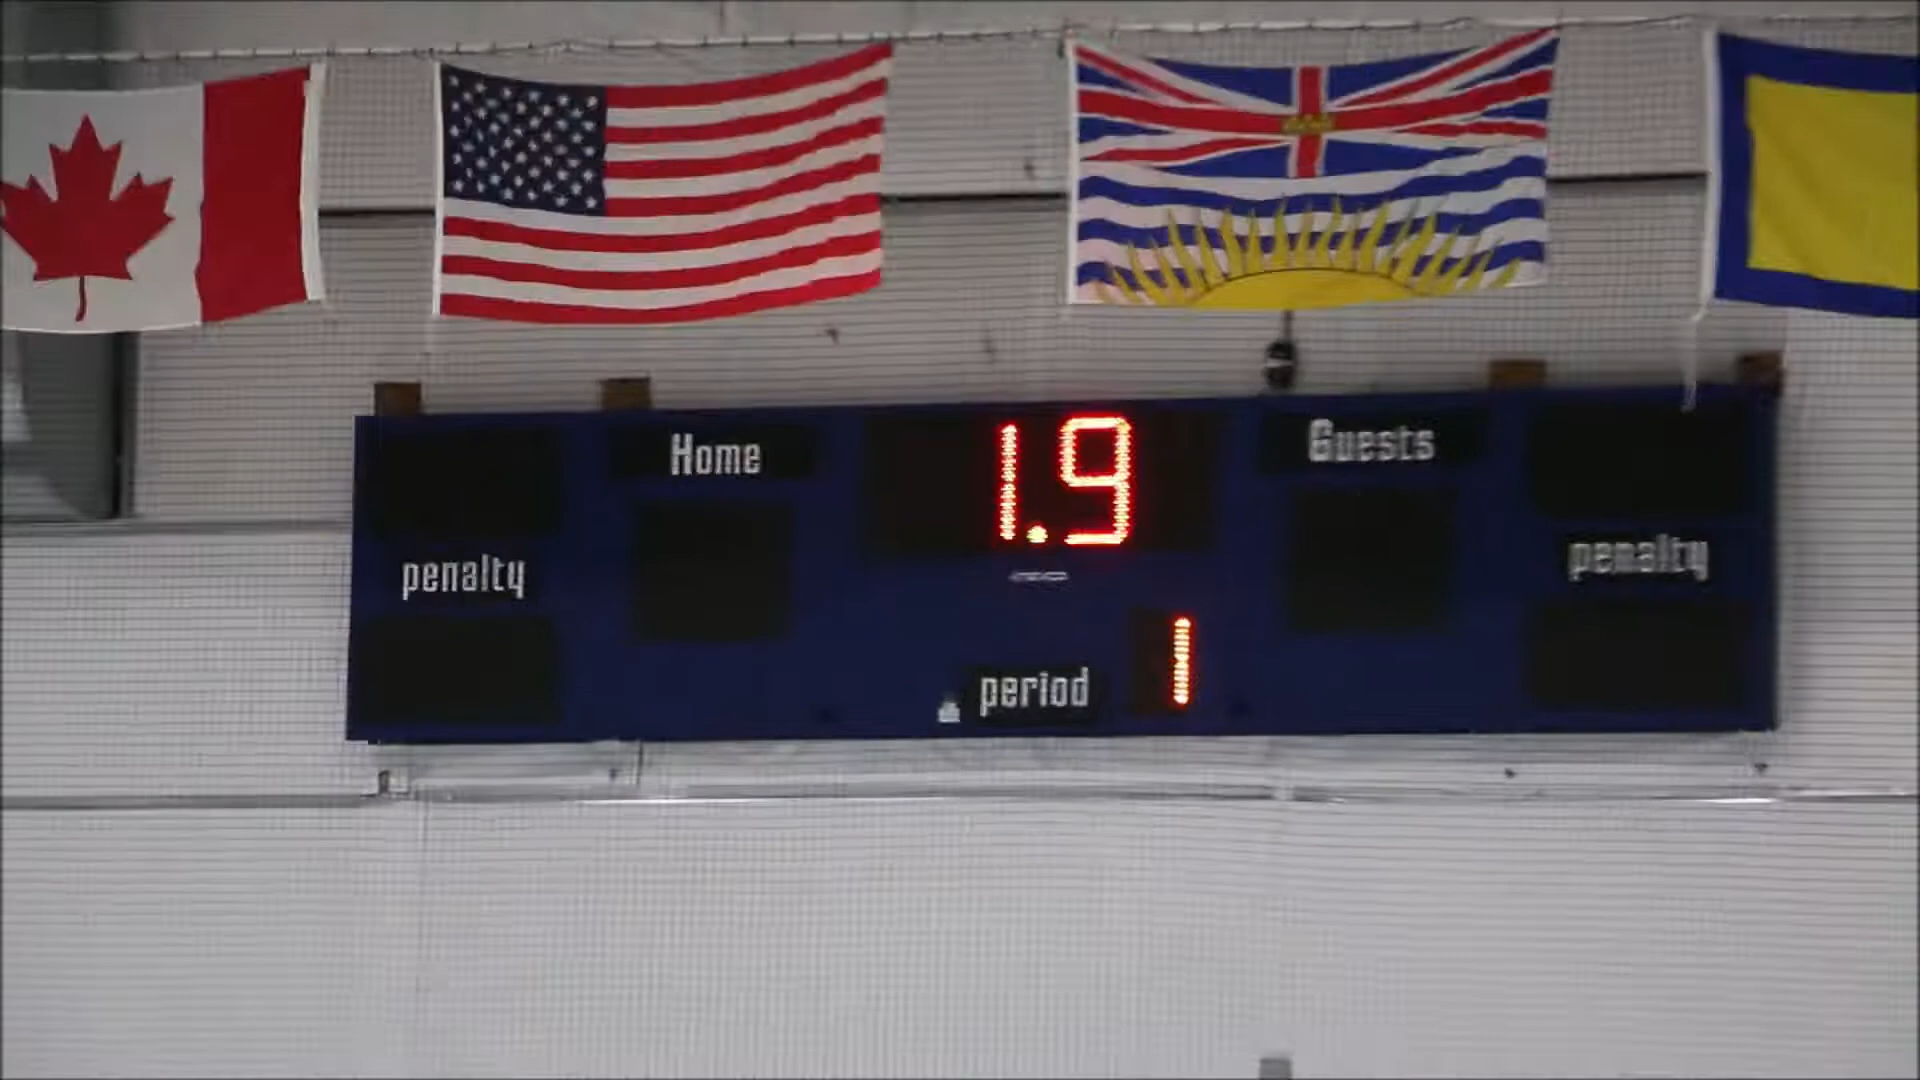 Home
1.9
Guests
penalty
penalty
period
1